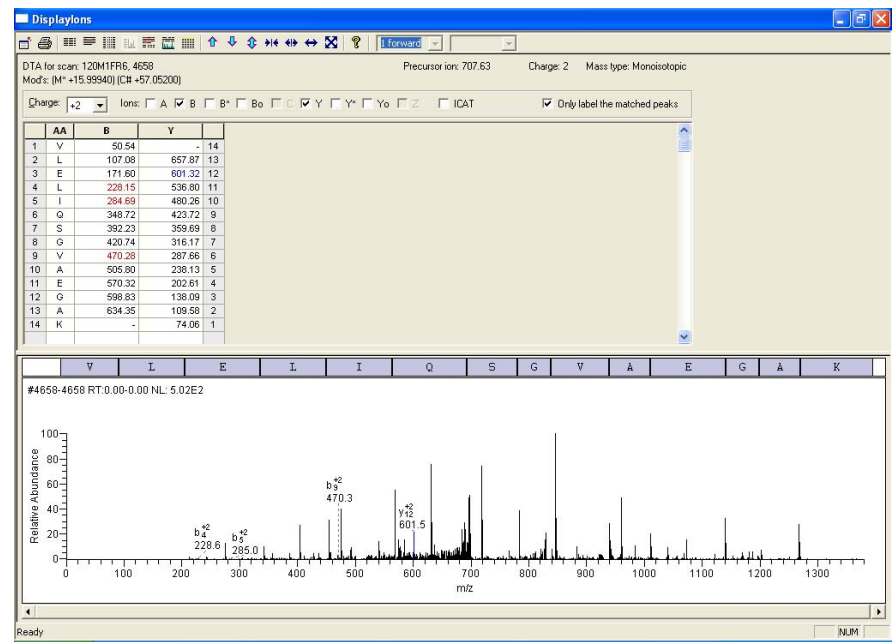 DisplayIons
1 forward
DTA for scan: 120M1FR6, 4658 Precursor ion: 707.63 Charge: 2 Mass type: Monoisotopic
Mod's: (M* +15.99940) (C# +57.05200)
Charge: +2 Ions: A B B* Bo C Y Y* Yo Z ICAT Only label the matched peaks
AA B Y
1 V 50.54 - 14
2 L 107.08 657.87 13
3 E 171.60 601.32 12
4 L 228.15 536.80 11
5 I 284.69 480.26 10
6 Q 348.72 423.72 9
7 S 392.23 359.69 8
8 G 420.74 316.17 7
9 V 470.28 287.66 6
10 A 505.80 238.13 5
11 E 570.32 202.61 4
12 G 598.83 138.09 3
13 A 634.35 109.58 2
14 K - 74.06 1
V L E L I Q S G V A E G A K
#4658-4658 RT:0.00-0.00 NL: 5.02E2
Relative Abundance
100
80
60
40
20
0
b4+2
228.6
b5+2
285.0
b9+2
470.3
y12+2
601.5
0 100 200 300 400 500 600 700 800 900 1000 1100 1200 1300
m/z
Ready NUM